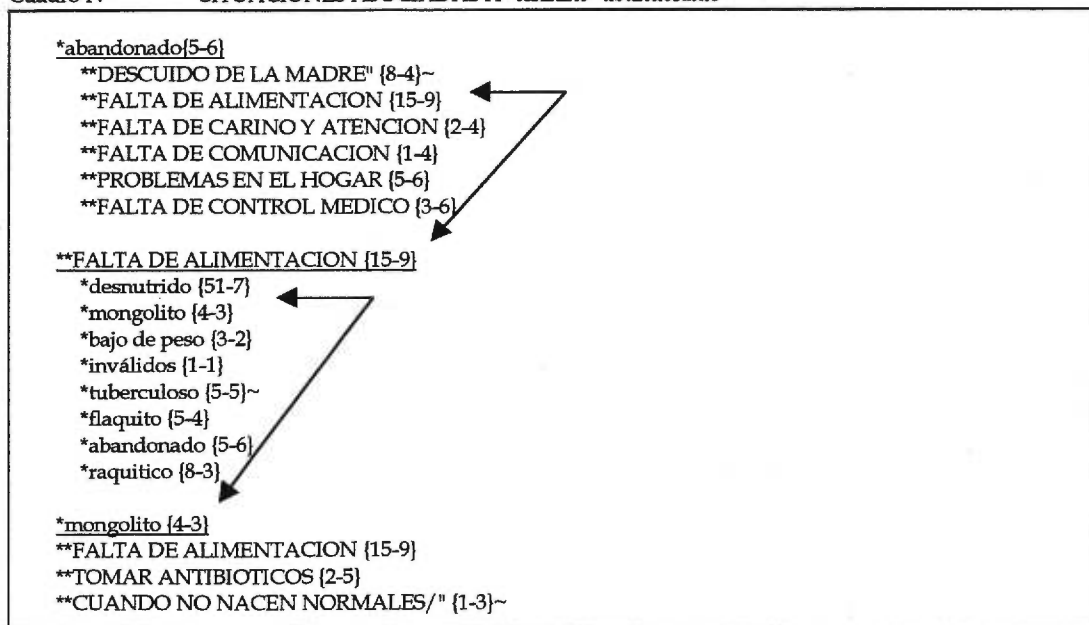 *abandonado{5-6}
**DESCUIDO DE LA MADRE" {8-4}~
**FALTA DE ALIMENTACION {15-9}
**FALTA DE CARINO Y ATENCION {2-4}
**FALTA DE COMUNICACION {1-4}
**PROBLEMAS EN EL HOGAR {5-6}
**FALTA DE CONTROL MEDICO {3-6}
**FALTA DE ALIMENTACION {15-9}
*desnutrido {51-7}
*mongolito {4-3}
*bajo de peso {3-2}
*inválidos {1-1}
*tuberculoso {5-5}~
*flaquito {5-4}
*abandonado {5-6}
*raquitico {8-3}
*mongolito {4-3}
**FALTA DE ALIMENTACION {15-9}
**TOMAR ANTIBIOTICOS {2-5}
**CUANDO NO NACEN NORMALES/" {1-3}~